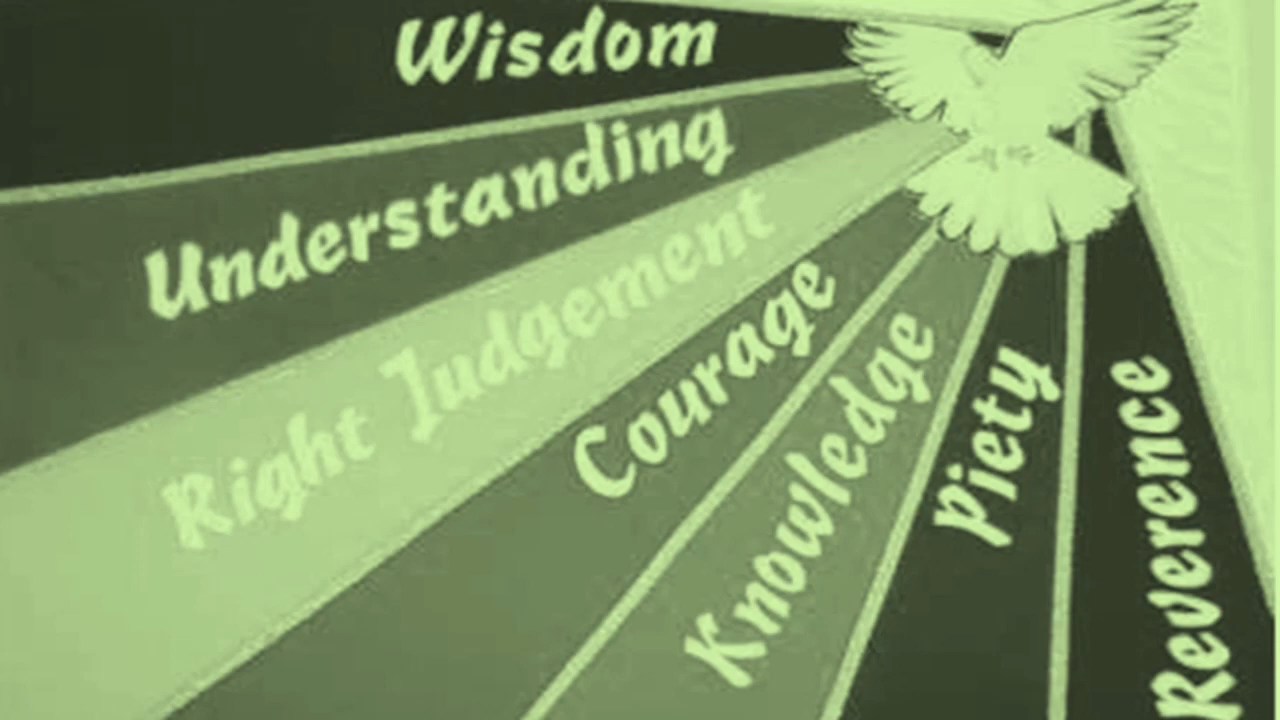 Wisdom
Understanding
Right Judgement
Courage
Knowledge
Piety
Reverence